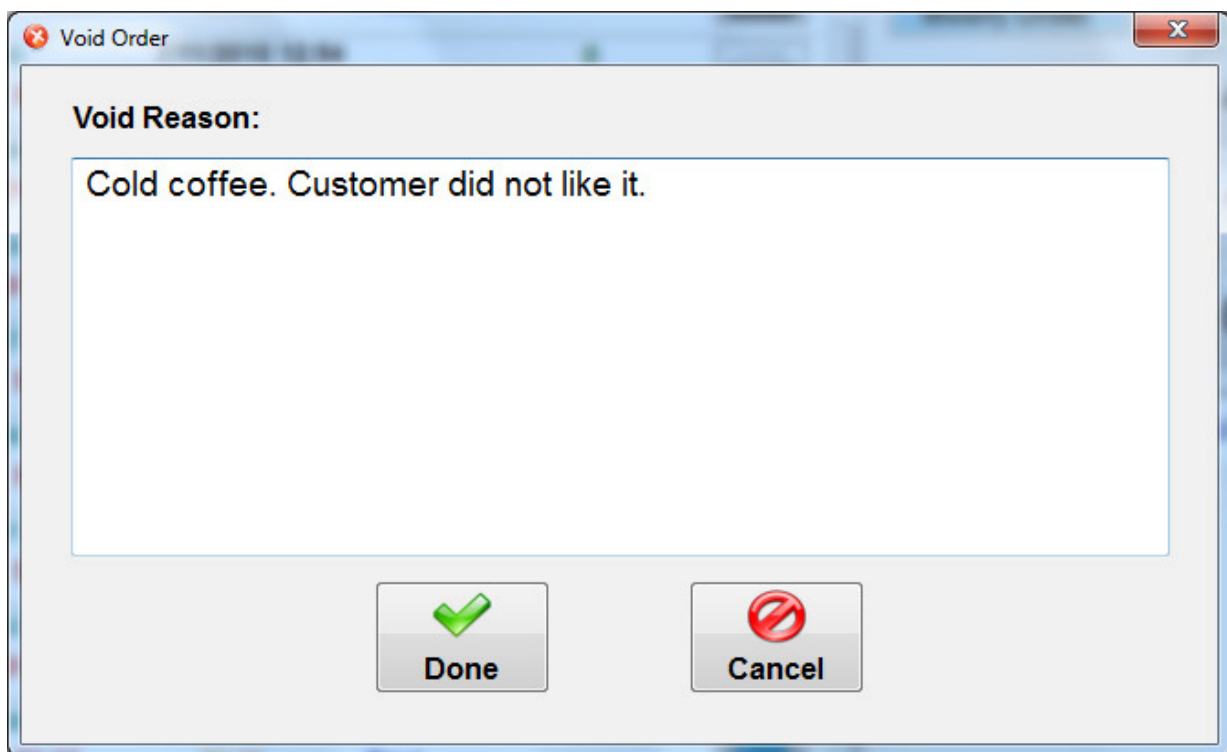 Void Order
Void Reason:
Cold coffee. Customer did not like it.
Done
Cancel